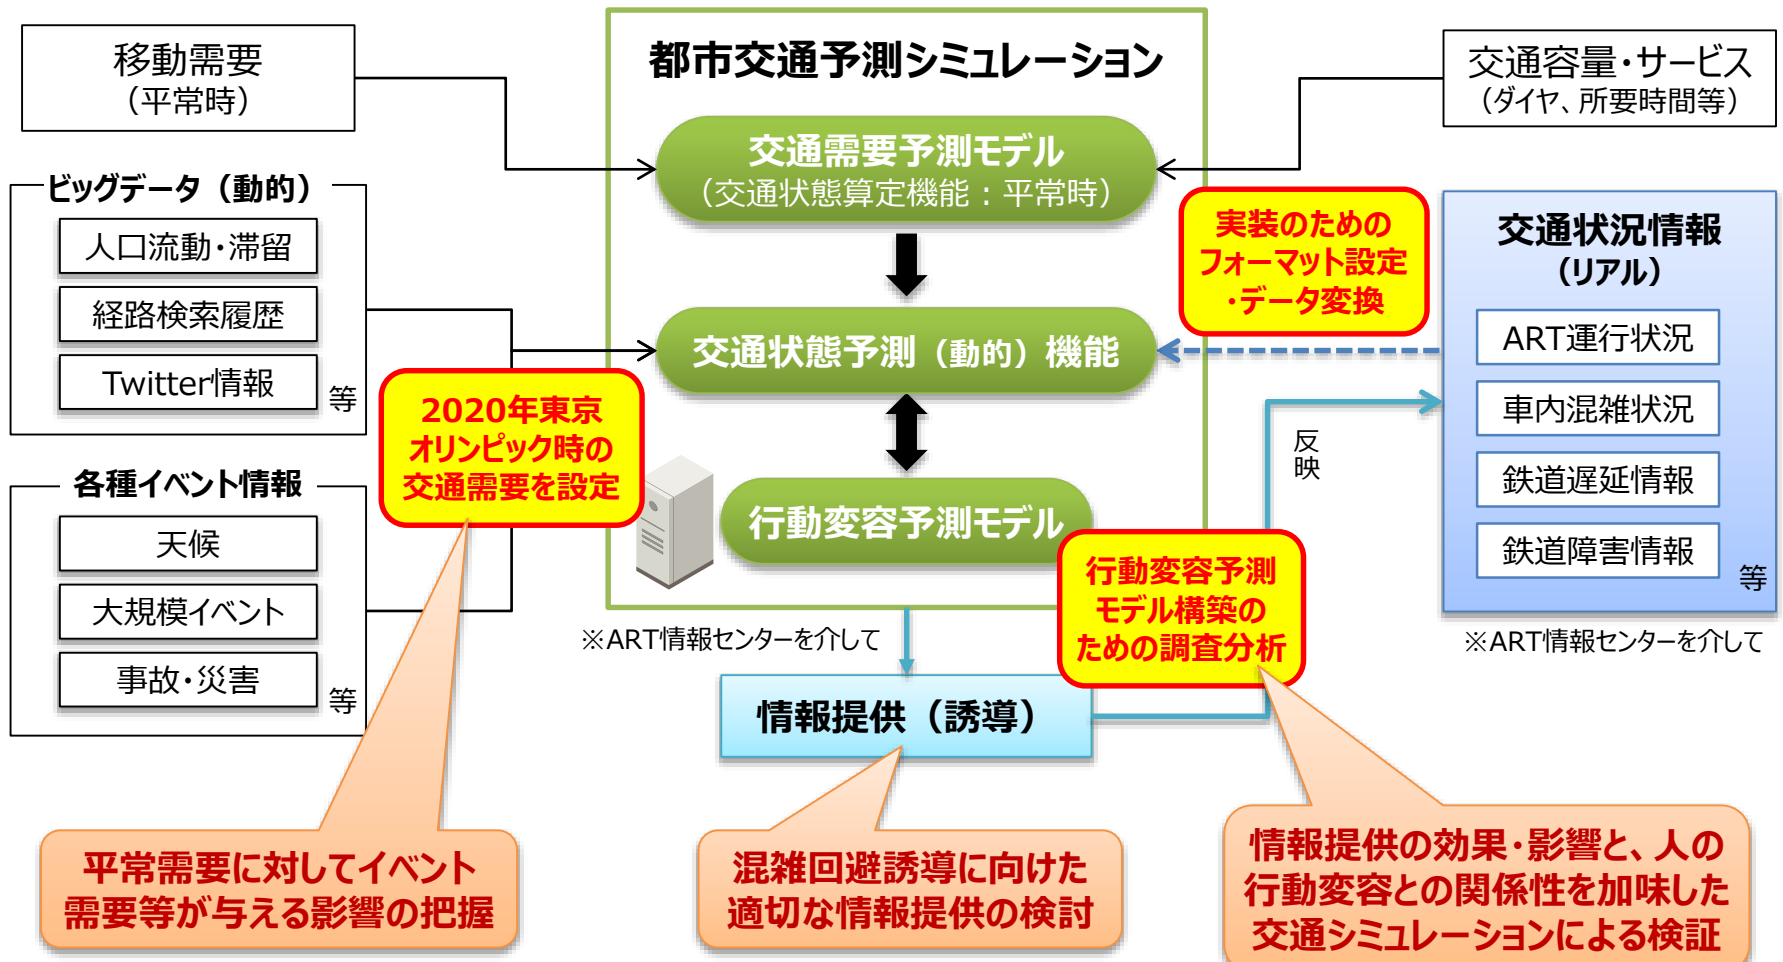 都市交通予測シミュレーション
移動需要
（平常時）
交通容量・サービス
（ダイヤ、所要時間等）
交通需要予測モデル
（交通状態算定機能：平常時）
ビッグデータ（動的）
人口流動・滞留
経路検索履歴
Twitter情報
等
実装のための
フォーマット設定
・データ変換
交通状況情報
（リアル）
ART運行状況
車内混雑状況
鉄道遅延情報
鉄道障害情報
等
※ART情報センターを介して
交通状態予測（動的）機能
2020年東京
オリンピック時の
交通需要を設定
反映
各種イベント情報
天候
大規模イベント
事故・災害
等
行動変容予測モデル
行動変容予測
モデル構築の
ための調査分析
※ART情報センターを介して
情報提供（誘導）
平常需要に対してイベント
需要等が与える影響の把握
混雑回避誘導に向けた
適切な情報提供の検討
情報提供の効果・影響と、人の
行動変容との関係性を加味した
交通シミュレーションによる検証